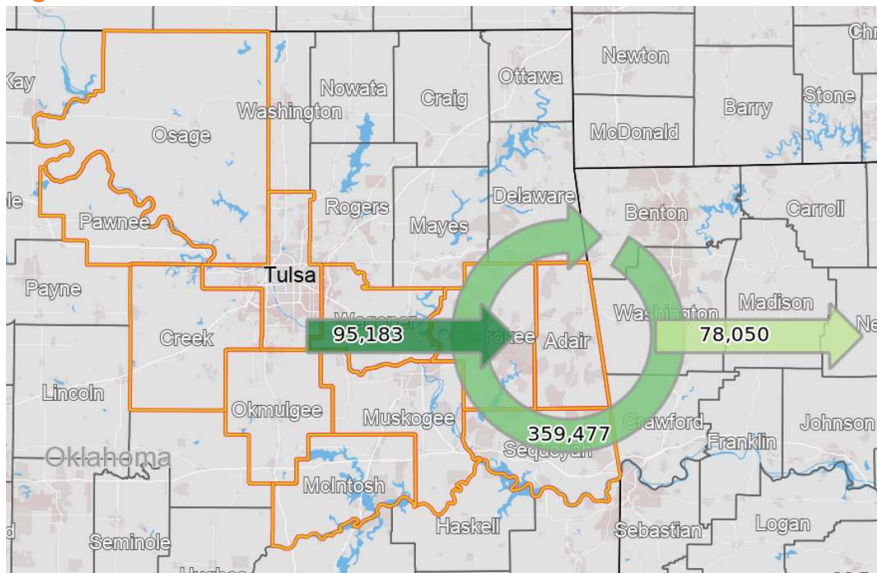 Newton
Ottawa
Nowata
Kay
Craig
Stone
Washington
Barry
Osage
McDonald
Delaware
Rogers
Carroll
Benton
Mayes
Pawnee
Tulsa
Payne
Washington
Madison
Creek
95,183
78,050
Adair
Lincoln
Okmulgee
Muskogee
Crawford
Johnson
359,477
Franklin
Sequoyah
Oklahoma
McIntosh
Haskell
Sebastian
Logan
Seminole